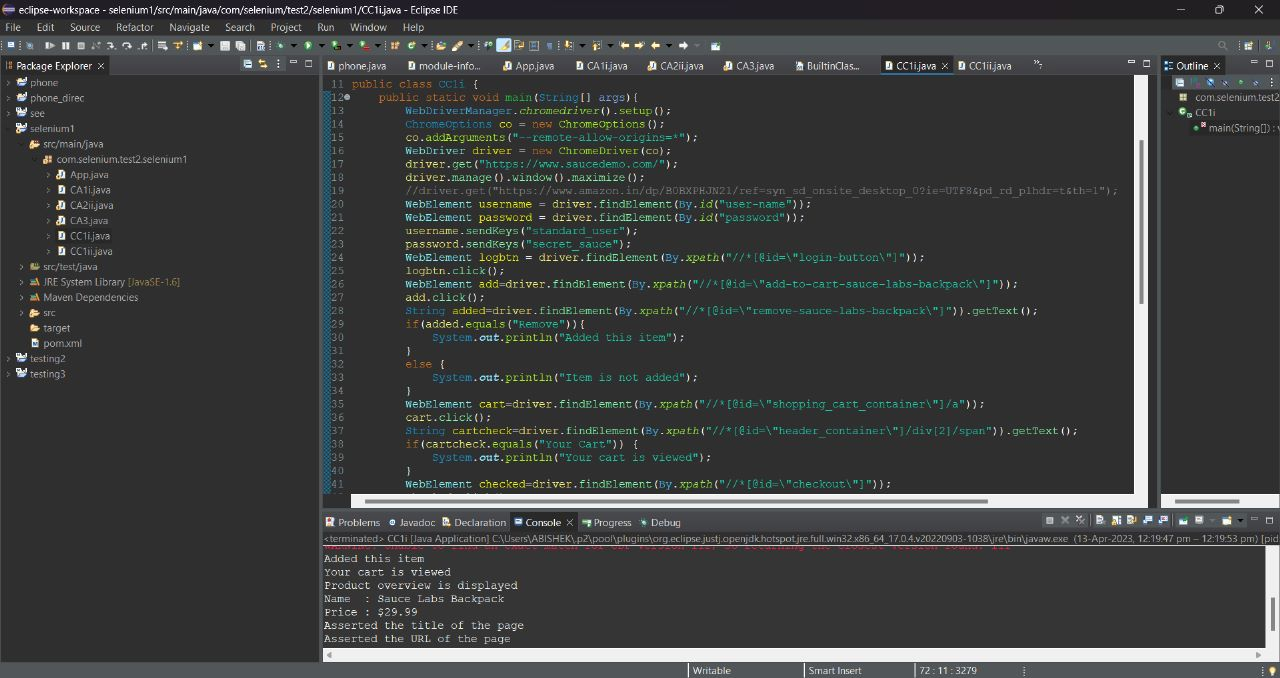 eclipse-workspace - selenium1/src/main/java/com/selenium/test2/selenium1/CC1i.java - Eclipse IDE
File Edit Source Refactor Navigate Search Project Run Window Help
Package Explorer
phone
phone_direc
see
selenium1
src/main/java
com.selenium.test2.selenium1
App.java
CA1i.java
CA2ii.java
CA3.java
CC1i.java
CC1ii.java
src/test/java
JRE System Library [JavaSE-1.6]
Maven Dependencies
src
target
pom.xml
testing2
testing3
phone.java module-info... App.java CA1i.java CA2ii.java CA3.java BuiltinClas... CC1i.java CC1ii.java
11 public class CC1i {
12 public static void main(String[] args){
13 WebDriverManager.chromedriver().setup();
14 ChromeOptions co = new ChromeOptions();
15 co.addArguments("--remote-allow-origins=*");
16 WebDriver driver = new ChromeDriver(co);
17 driver.get("https://www.saucedemo.com/");
18 driver.manage().window().maximize();
19 //driver.get("https://www.amazon.in/dp/B0BXPHJN21/ref=syn_sd_onsite_desktop_0?ie=UTF8&pd_rd_plhdr=t&th=1");
20 WebElement username = driver.findElement(By.id("user-name"));
21 WebElement password = driver.findElement(By.id("password"));
22 username.sendKeys("standard_user");
23 password.sendKeys("secret_sauce");
24 WebElement logbtn = driver.findElement(By.xpath("//*[@id=\"login-button\"]"));
25 logbtn.click();
26 WebElement add=driver.findElement(By.xpath("//*[@id=\"add-to-cart-sauce-labs-backpack\"]"));
27 add.click();
28 String added=driver.findElement(By.xpath("//*[@id=\"remove-sauce-labs-backpack\"]")).getText();
29 if(added.equals("Remove")){
30 System.out.println("Added this item");
31 }
32 else {
33 System.out.println("Item is not added");
34 }
35 WebElement cart=driver.findElement(By.xpath("//*[@id=\"shopping_cart_container\"]/a"));
36 cart.click();
37 String cartcheck=driver.findElement(By.xpath("//*[@id=\"header_container\"]/div[2]/span")).getText();
38 if(cartcheck.equals("Your Cart")) {
39 System.out.println("Your cart is viewed");
40 }
41 WebElement checked=driver.findElement(By.xpath("//*[@id=\"checkout\"]"));
Outline
com.selenium.test2
CC1i
main(String[]) : v
Problems Javadoc Declaration Console Progress Debug
<terminated> CC1i [Java Application] C:\Users\ABISHEK\.p2\pool\plugins\org.eclipse.justj.openjdk.hotspot.jre.full.win32.x86_64_17.0.4.v20220903-1038\jre\bin\javaw.exe (13-Apr-2023, 12:19:47 pm – 12:19:53 pm) [pid
Added this item
Your cart is viewed
Product overview is displayed
Name : Sauce Labs Backpack
Price : $29.99
Asserted the title of the page
Asserted the URL of the page
Writable Smart Insert 72 : 11 : 3279